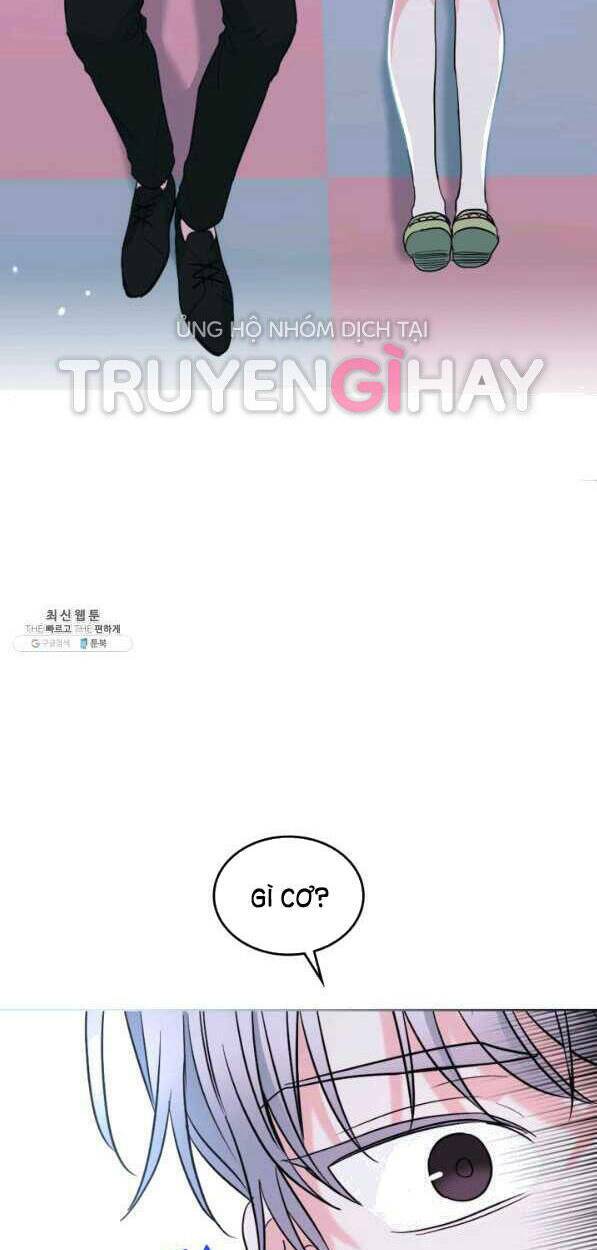 ỦNG HỘ NHÓM DỊCH TẠI
TRUYENGÌHAY
최신웹툰
THE 빠르고 THE 편하게
구글검색 툰북
GÌ CƠ?